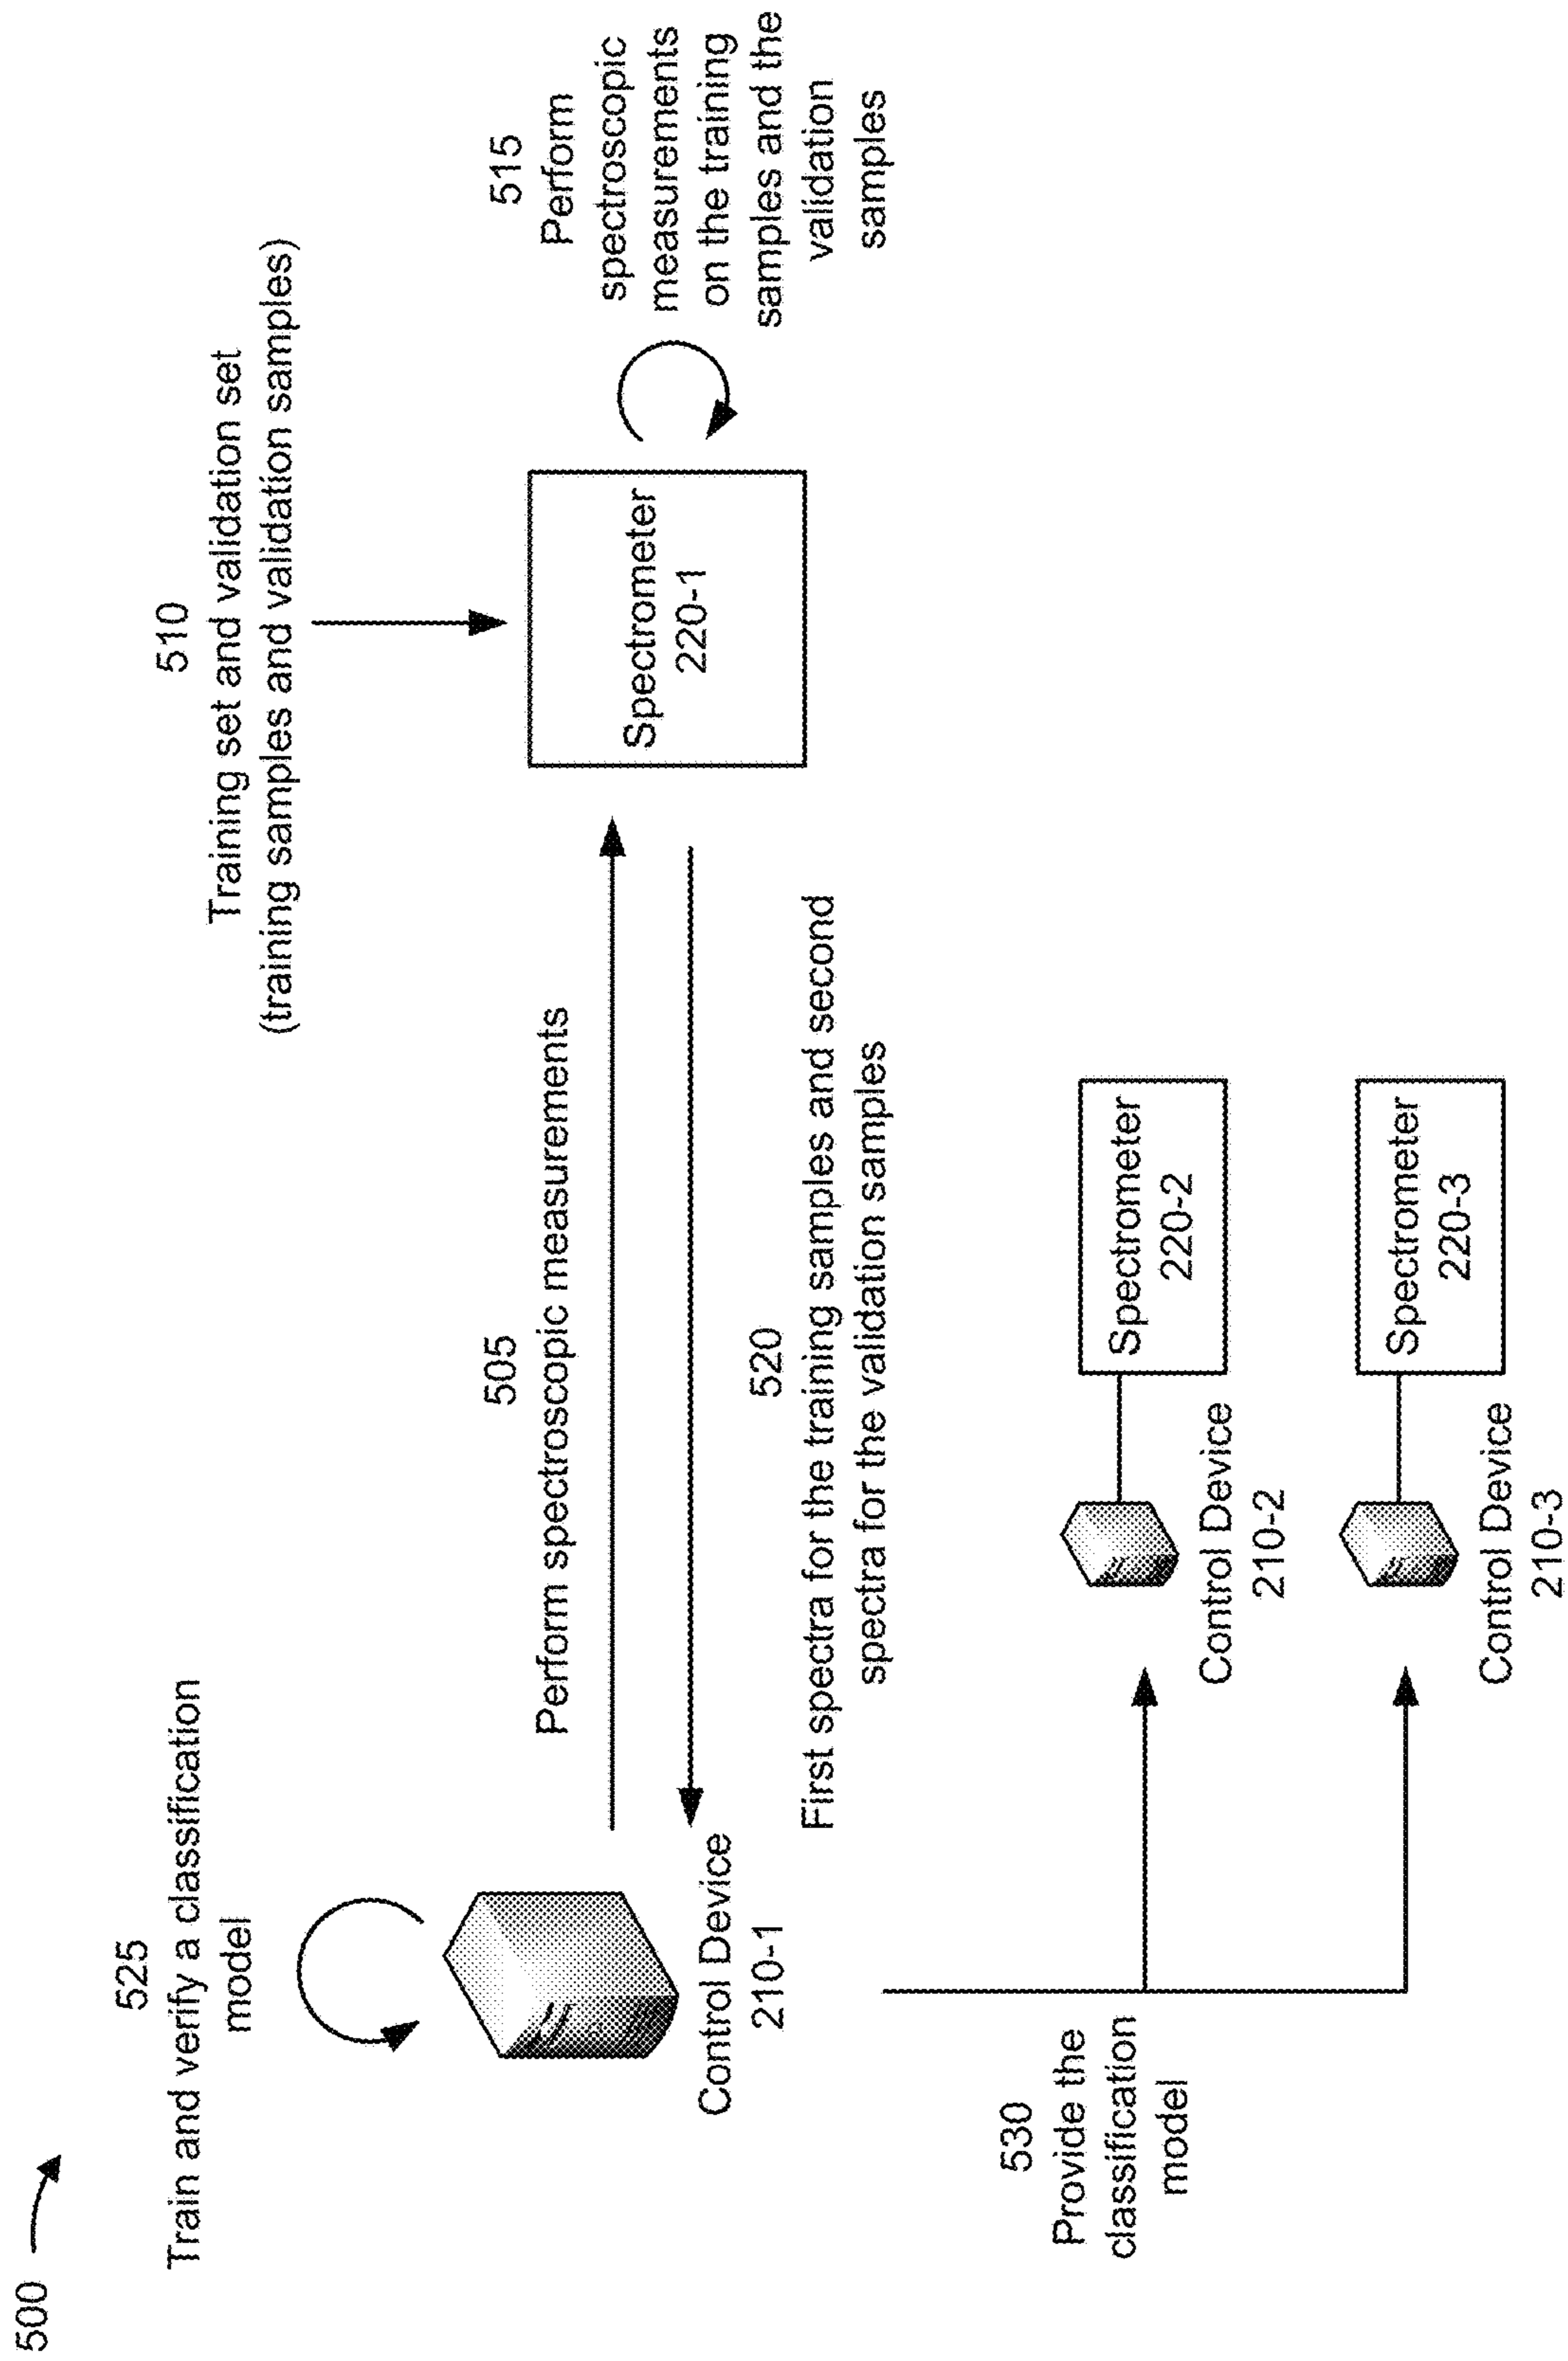 500
525
Train and verify a classification
model
Control Device
210-1
505
Perform spectroscopic measurements
510
Training set and validation set
(training samples and validation samples)
Spectrometer
220-1
515
Perform
spectroscopic
measurements
on the training
samples and the
validation
samples
520
First spectra for the training samples and second
spectra for the validation samples
530
Provide the
classification
model
Control Device
210-2
Spectrometer
220-2
Control Device
210-3
Spectrometer
220-3